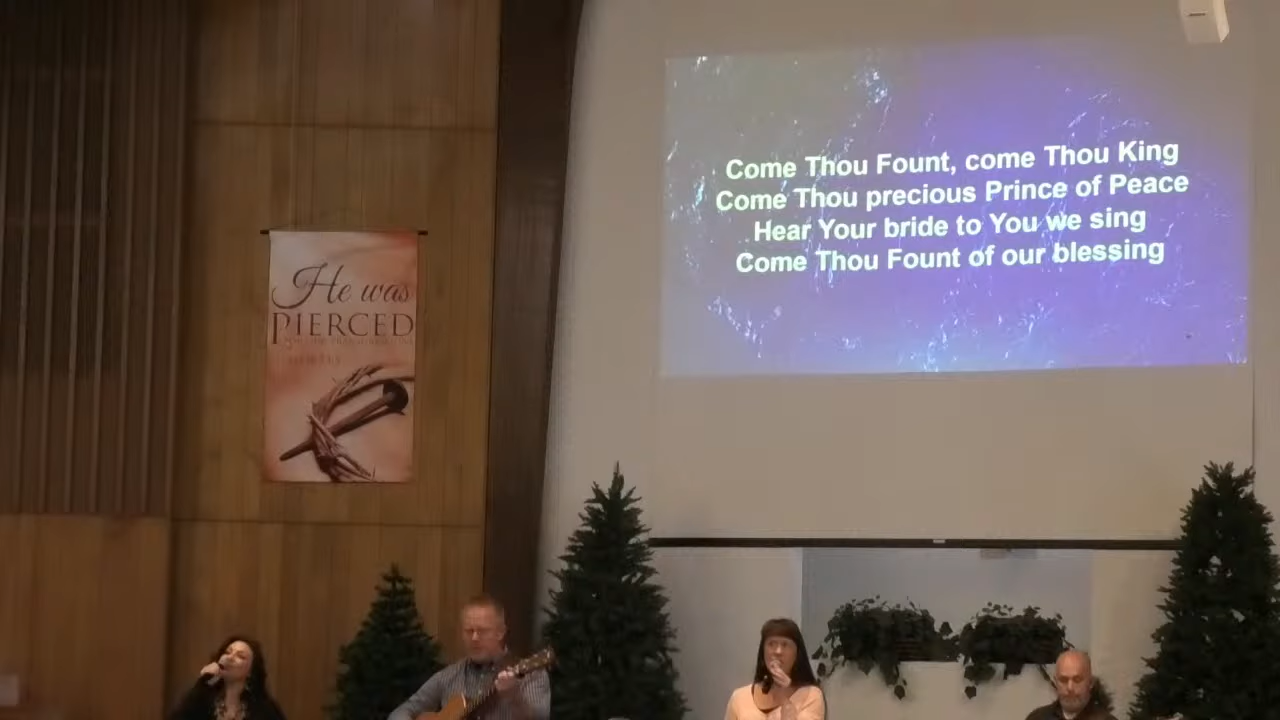 Come Thou Fount, come Thou King
Come Thou precious Prince of Peace
Hear Your bride to You we sing
Come Thou Fount of our blessing
He was
PIERCED